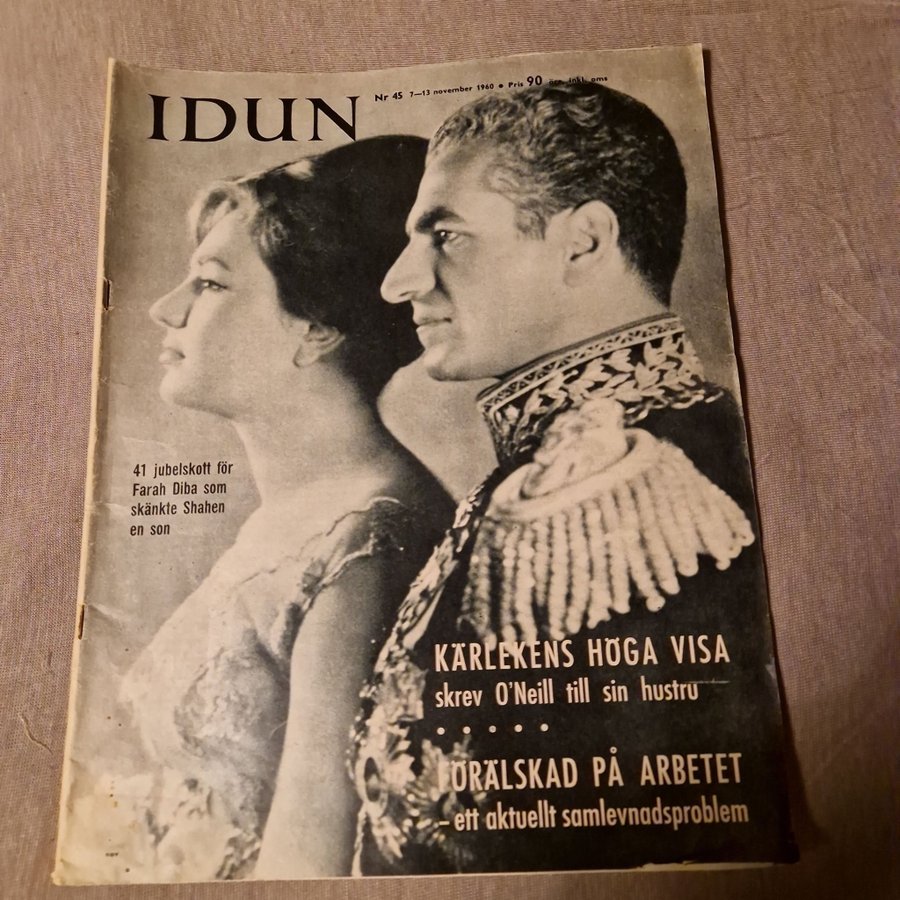 IDUN
Nr 45 7—13 november 1960 • Pris 90 öre inkl. oms
41 jubelskott för
Farah Diba som
skänkte Shahen
en son
KÄRLEKENS HÖGA VISA
skrev O'Neill till sin hustru
• • • • •
FÖRÄLSKAD PÅ ARBETET
– ett aktuellt samlevnadsproblem